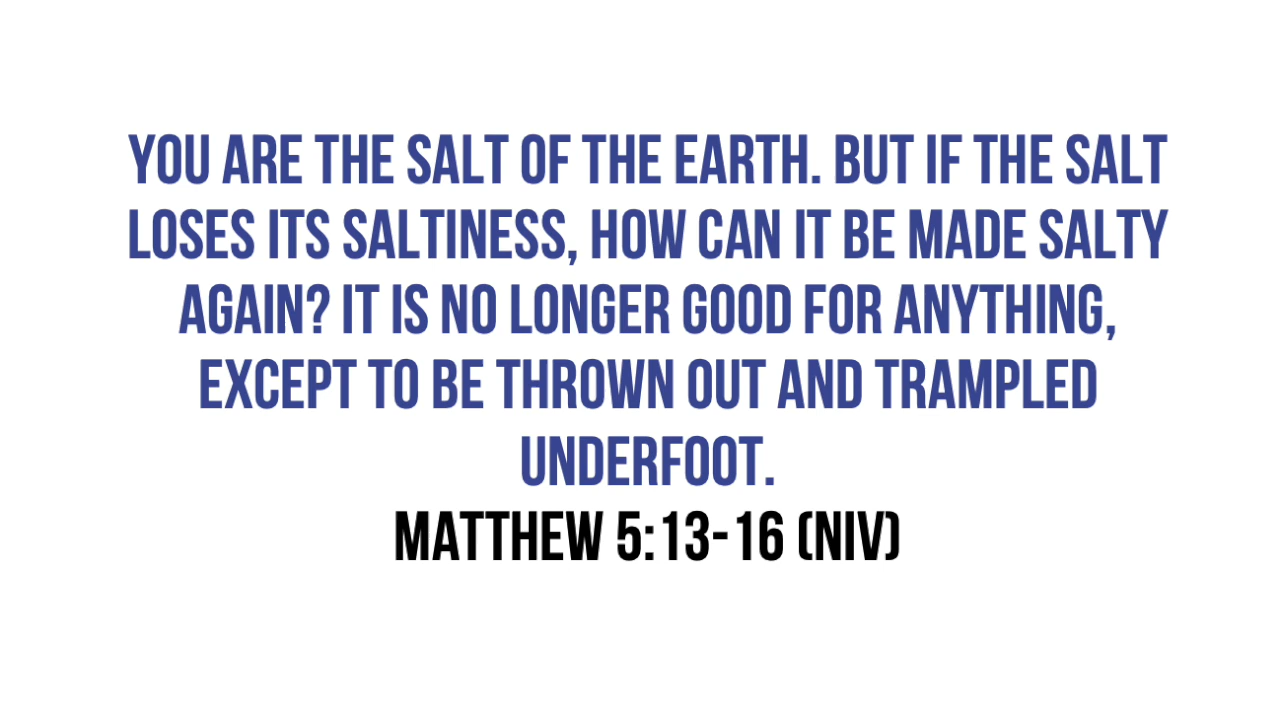 YOU ARE THE SALT OF THE EARTH. BUT IF THE SALT
LOSES ITS SALTINESS, HOW CAN IT BE MADE SALTY
AGAIN? IT IS NO LONGER GOOD FOR ANYTHING,
EXCEPT TO BE THROWN OUT AND TRAMPLED
UNDERFOOT.
MATTHEW 5:13-16 (NIV)